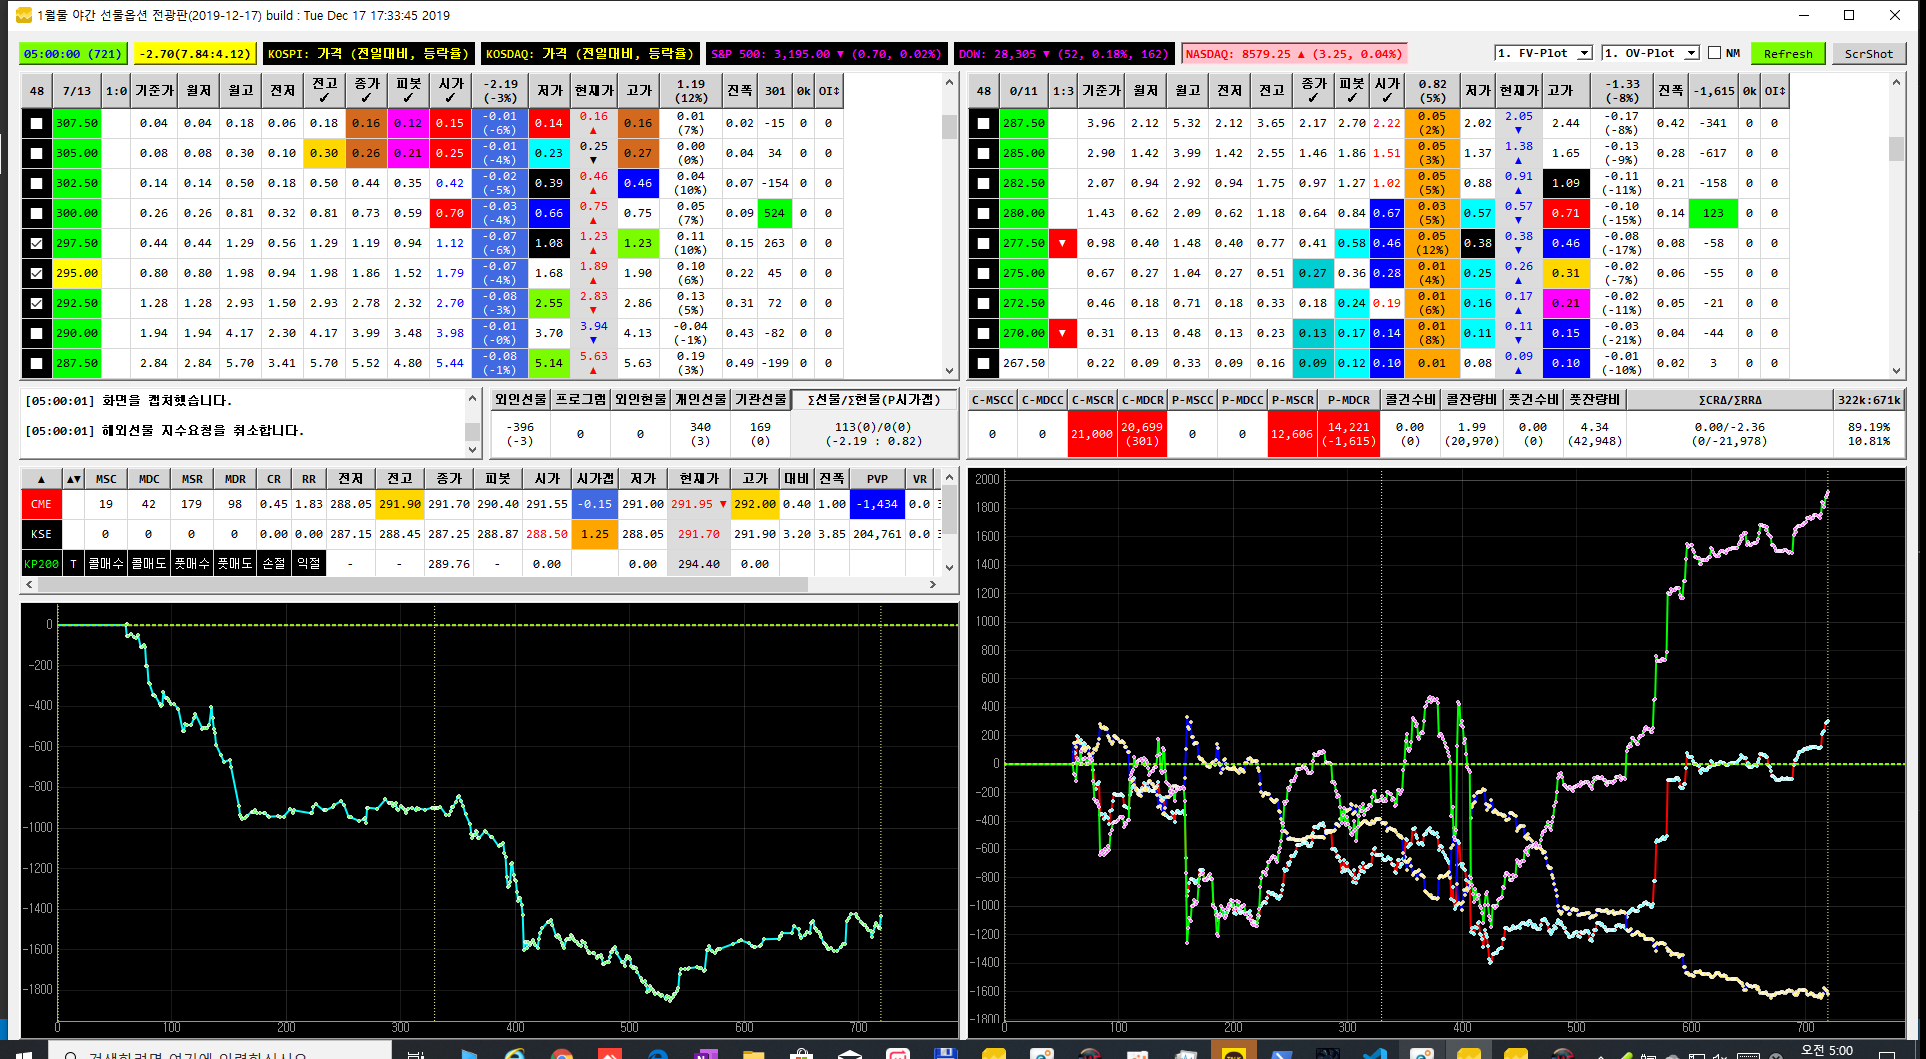 1월물 야간 선물옵션 전광판(2019-12-17) build : Tue Dec 17 17:33:45 2019
05:00:00 (721) -2.70(7.84:4.12) KOSPI: 가격 (전일대비, 등락율) KOSDAQ: 가격 (전일대비, 등락율) S&P 500: 3,195.00 ▼ (0.70, 0.02%) DOW: 28,305 ▼ (52, 0.18%, 162) NASDAQ: 8579.25 ▲ (3.25, 0.04%) 1. FV-Plot 1. OV-Plot NM Refresh ScrShot
48 7/13 1:0 기준가 월저 월고 전저 전고 ✓ 종가 ✓ 피봇 ✓ 시가 ✓ -2.19 (-3%) 저가 현재가 고가 1.19 (12%) 진폭 301 0k OI↕
307.50 0.04 0.04 0.18 0.06 0.18 0.16 0.12 0.15 -0.01 (-6%) 0.14 0.16 ▲ 0.16 0.01 (7%) 0.02 -15 0 0
305.00 0.08 0.08 0.30 0.10 0.30 0.26 0.21 0.25 -0.01 (-4%) 0.23 0.25 ▼ 0.27 0.00 (0%) 0.04 34 0 0
302.50 0.14 0.14 0.50 0.18 0.50 0.44 0.35 0.42 -0.02 (-5%) 0.39 0.46 ▲ 0.46 0.04 (10%) 0.07 -154 0 0
300.00 0.26 0.26 0.81 0.32 0.81 0.73 0.59 0.70 -0.03 (-4%) 0.66 0.75 ▲ 0.75 0.05 (7%) 0.09 524 0 0
297.50 0.44 0.44 1.29 0.56 1.29 1.19 0.94 1.12 -0.07 (-6%) 1.08 1.23 ▲ 1.23 0.11 (10%) 0.15 263 0 0
295.00 0.80 0.80 1.98 0.94 1.98 1.86 1.52 1.79 -0.07 (-4%) 1.68 1.89 ▲ 1.90 0.10 (6%) 0.22 45 0 0
292.50 1.28 1.28 2.93 1.50 2.93 2.78 2.32 2.70 -0.08 (-3%) 2.55 2.83 ▼ 2.86 0.13 (5%) 0.31 72 0 0
290.00 1.94 1.94 4.17 2.30 4.17 3.99 3.48 3.98 -0.01 (-0%) 3.70 3.94 ▼ 4.13 -0.04 (-1%) 0.43 -82 0 0
287.50 2.84 2.84 5.70 3.41 5.70 5.52 4.80 5.44 -0.08 (-1%) 5.14 5.63 ▲ 5.63 0.19 (3%) 0.49 -199 0 0
48 0/11 1:3 기준가 월저 월고 전저 전고 종가 ✓ 피봇 ✓ 시가 ✓ 0.82 (5%) 저가 현재가 고가 -1.33 (-8%) 진폭 -1,615 0k OI↕
287.50 3.96 2.12 5.32 2.12 3.65 2.17 2.70 2.22 0.05 (2%) 2.02 2.05 ▼ 2.44 -0.17 (-8%) 0.42 -341 0 0
285.00 2.90 1.42 3.99 1.42 2.55 1.46 1.86 1.51 0.05 (3%) 1.37 1.38 ▲ 1.65 -0.13 (-9%) 0.28 -617 0 0
282.50 2.07 0.94 2.92 0.94 1.75 0.97 1.27 1.02 0.05 (5%) 0.88 0.91 ▲ 1.09 -0.11 (-11%) 0.21 -158 0 0
280.00 1.43 0.62 2.09 0.62 1.18 0.64 0.84 0.67 0.03 (5%) 0.57 0.57 ▼ 0.71 -0.10 (-15%) 0.14 123 0 0
277.50 ▼ 0.98 0.40 1.48 0.40 0.77 0.41 0.58 0.46 0.05 (12%) 0.38 0.38 ▼ 0.46 -0.08 (-17%) 0.08 -58 0 0
275.00 0.67 0.27 1.04 0.27 0.51 0.27 0.36 0.28 0.01 (4%) 0.25 0.26 ▲ 0.31 -0.02 (-7%) 0.06 -55 0 0
272.50 0.46 0.18 0.71 0.18 0.33 0.18 0.24 0.19 0.01 (6%) 0.16 0.17 ▲ 0.21 -0.02 (-11%) 0.05 -21 0 0
270.00 ▼ 0.31 0.13 0.48 0.13 0.23 0.13 0.17 0.14 0.01 (8%) 0.11 0.11 ▼ 0.15 -0.03 (-21%) 0.04 -44 0 0
267.50 0.22 0.09 0.33 0.09 0.16 0.09 0.12 0.10 0.01 0.08 0.09 ▲ 0.10 -0.01 (-10%) 0.02 3 0 0
[05:00:01] 화면을 캡처했습니다.
[05:00:01] 해외선물 지수요청을 취소합니다.
외인선물 프로그램 외인현물 개인선물 기관선물 Σ선물/Σ현물(P시가갭)
-396 (-3) 0 0 340 (3) 169 (0) 113(0)/0(0) (-2.19 : 0.82)
C-MSCC C-MDCC C-MSCR C-MDCR P-MSCC P-MDCC P-MSCR P-MDCR 콜건수비 콜잔량비 풋건수비 풋잔량비 ΣCRΔ/ΣRRΔ 322k:671k
0 0 21,000 20,699 (301) 0 0 12,606 14,221 (-1,615) 0.00 (0) 1.99 (20,970) 0.00 (0) 4.34 (42,948) 0.00/-2.36 (0/-21,978) 89.19% 10.81%
▲ ▲▼ MSC MDC MSR MDR CR RR 전저 전고 종가 피봇 시가 시가갭 저가 현재가 고가 대비 진폭 PVP VR
CME 19 42 179 98 0.45 1.83 288.05 291.90 291.70 290.40 291.55 -0.15 291.00 291.95 ▼ 292.00 0.40 1.00 -1,434 0.0
KSE 0 0 0 0 0.00 0.00 287.15 288.45 287.25 288.87 288.50 1.25 288.05 291.70 291.90 3.20 3.85 204,761 0.0
KP200 T 콜매수 콜매도 풋매수 풋매도 손절 익절 - - 289.76 - 0.00 0.00 294.40 0.00
0
-200
-400
-600
-800
-1000
-1200
-1400
-1600
-1800
0 100 200 300 400 500 600 700
2000
1800
1600
1400
1200
1000
800
600
400
200
0
-200
-400
-600
-800
-1000
-1200
-1400
-1600
-1800
0 100 200 300 400 500 600 700
오전 5:00